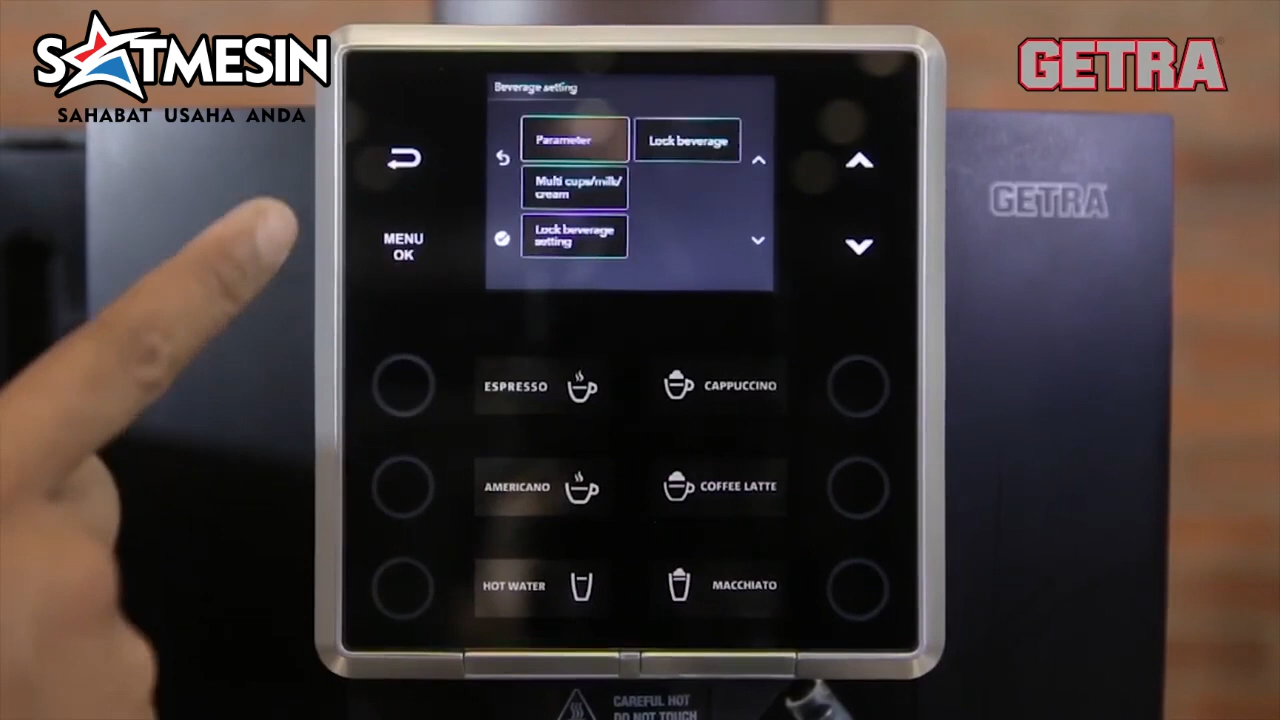 SATMESIN
SAHABAT USAHA ANDA
GETRA
Beverage setting
Parameter
Lock beverage
Multi cups/milk/
cream
Lock beverage
setting
MENU
OK
GETRA
ESPRESSO
CAPPUCCINO
AMERICANO
COFFEE LATTE
HOT WATER
MACCHIATO
CAREFUL HOT
DO NOT TOUCH